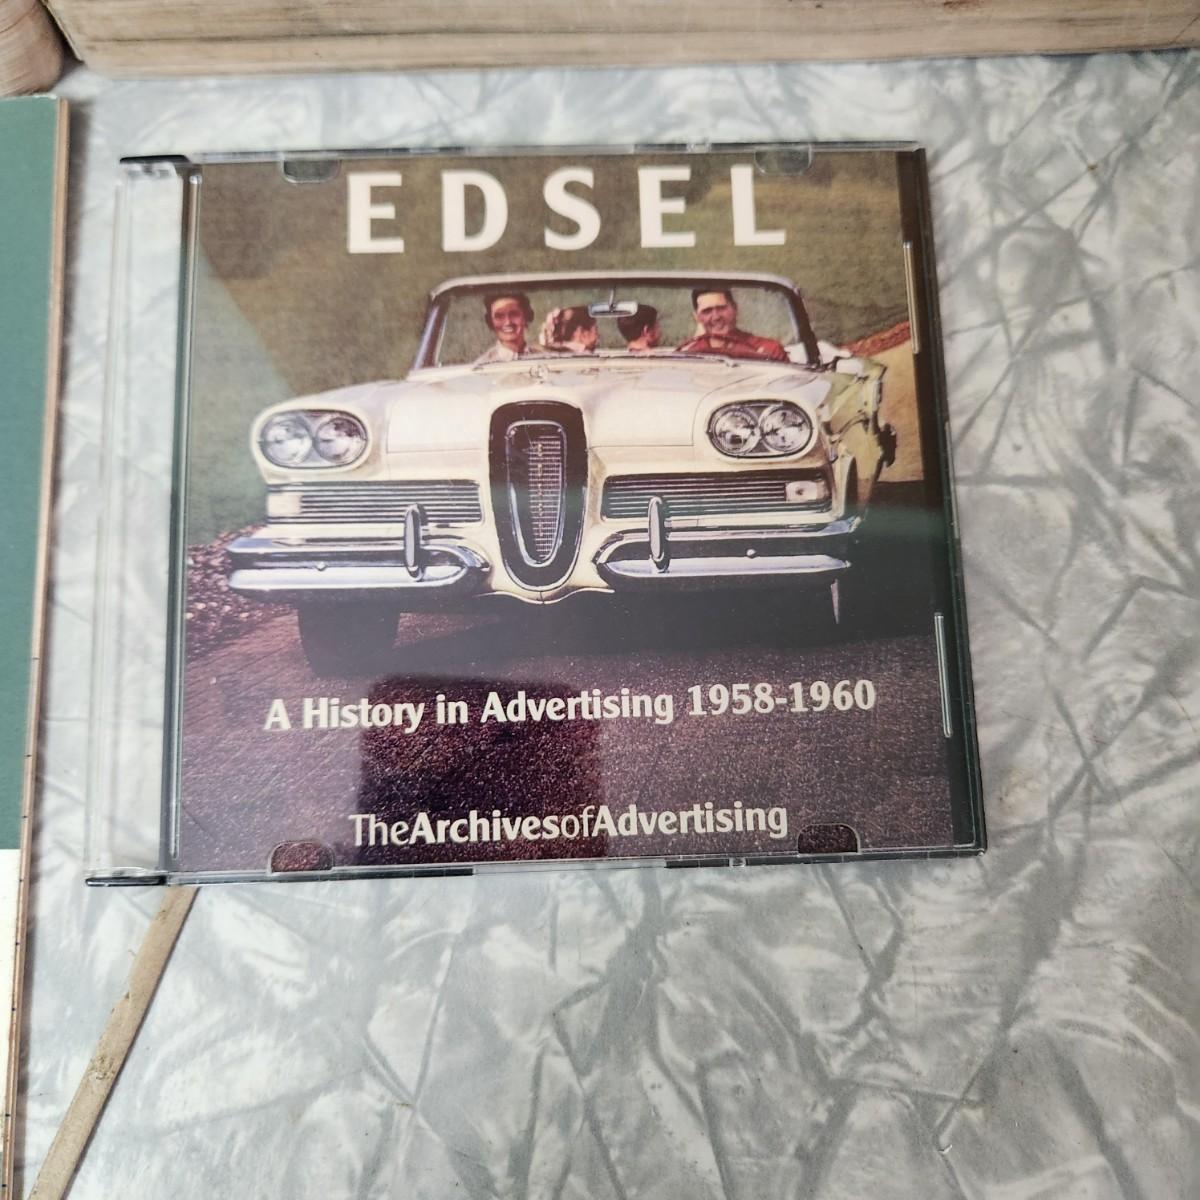 EDSEL
A History in Advertising 1958-1960
TheArchivesofAdvertising